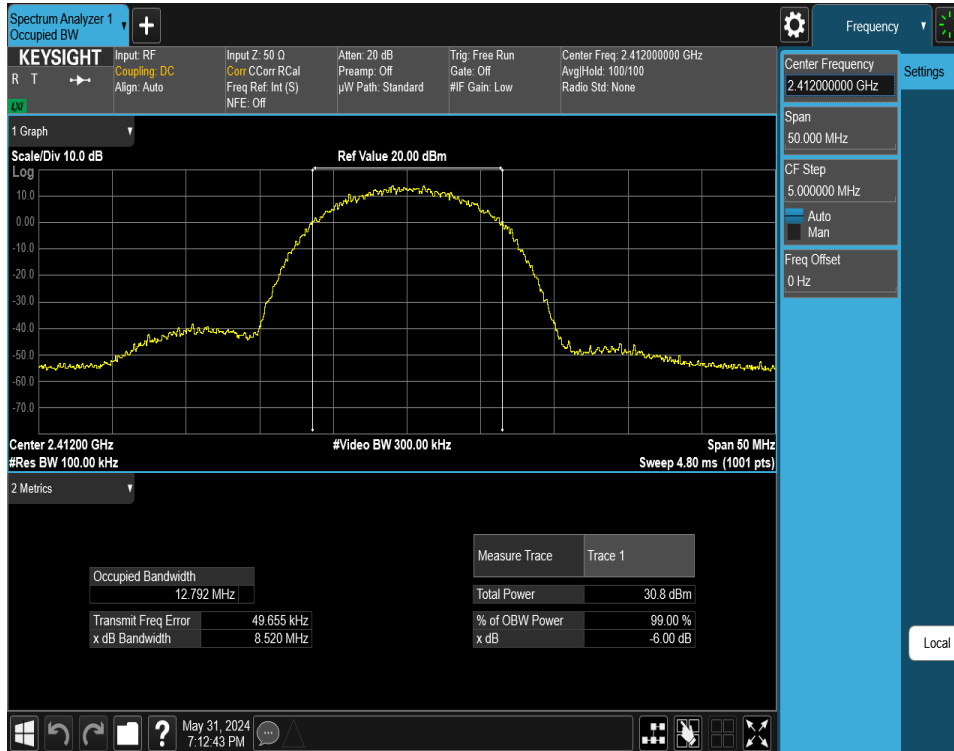 Spectrum Analyzer 1
Occupied BW
+
Frequency
KEYSIGHT
R T
LXI
Input: RF
Coupling: DC
Align: Auto
Input Z: 50 Ω
Corr CCorr RCal
Freq Ref: Int (S)
NFE: Off
Atten: 20 dB
Preamp: Off
µW Path: Standard
Trig: Free Run
Gate: Off
#IF Gain: Low
Center Freq: 2.412000000 GHz
Avg|Hold: 100/100
Radio Std: None
Center Frequency
2.412000000 GHz
Settings
Span
50.000 MHz
CF Step
5.000000 MHz
Auto
Man
Freq Offset
0 Hz
Local
1 Graph
Scale/Div 10.0 dB
Ref Value 20.00 dBm
Log
10.0
0.00
-10.0
-20.0
-30.0
-40.0
-50.0
-60.0
-70.0
Center 2.41200 GHz
#Video BW 300.00 kHz
Span 50 MHz
#Res BW 100.00 kHz
Sweep 4.80 ms (1001 pts)
2 Metrics
Measure Trace Trace 1
Occupied Bandwidth
12.792 MHz
Total Power 30.8 dBm
Transmit Freq Error 49.655 kHz
% of OBW Power 99.00 %
x dB Bandwidth 8.520 MHz
x dB -6.00 dB
?
May 31, 2024
7:12:43 PM